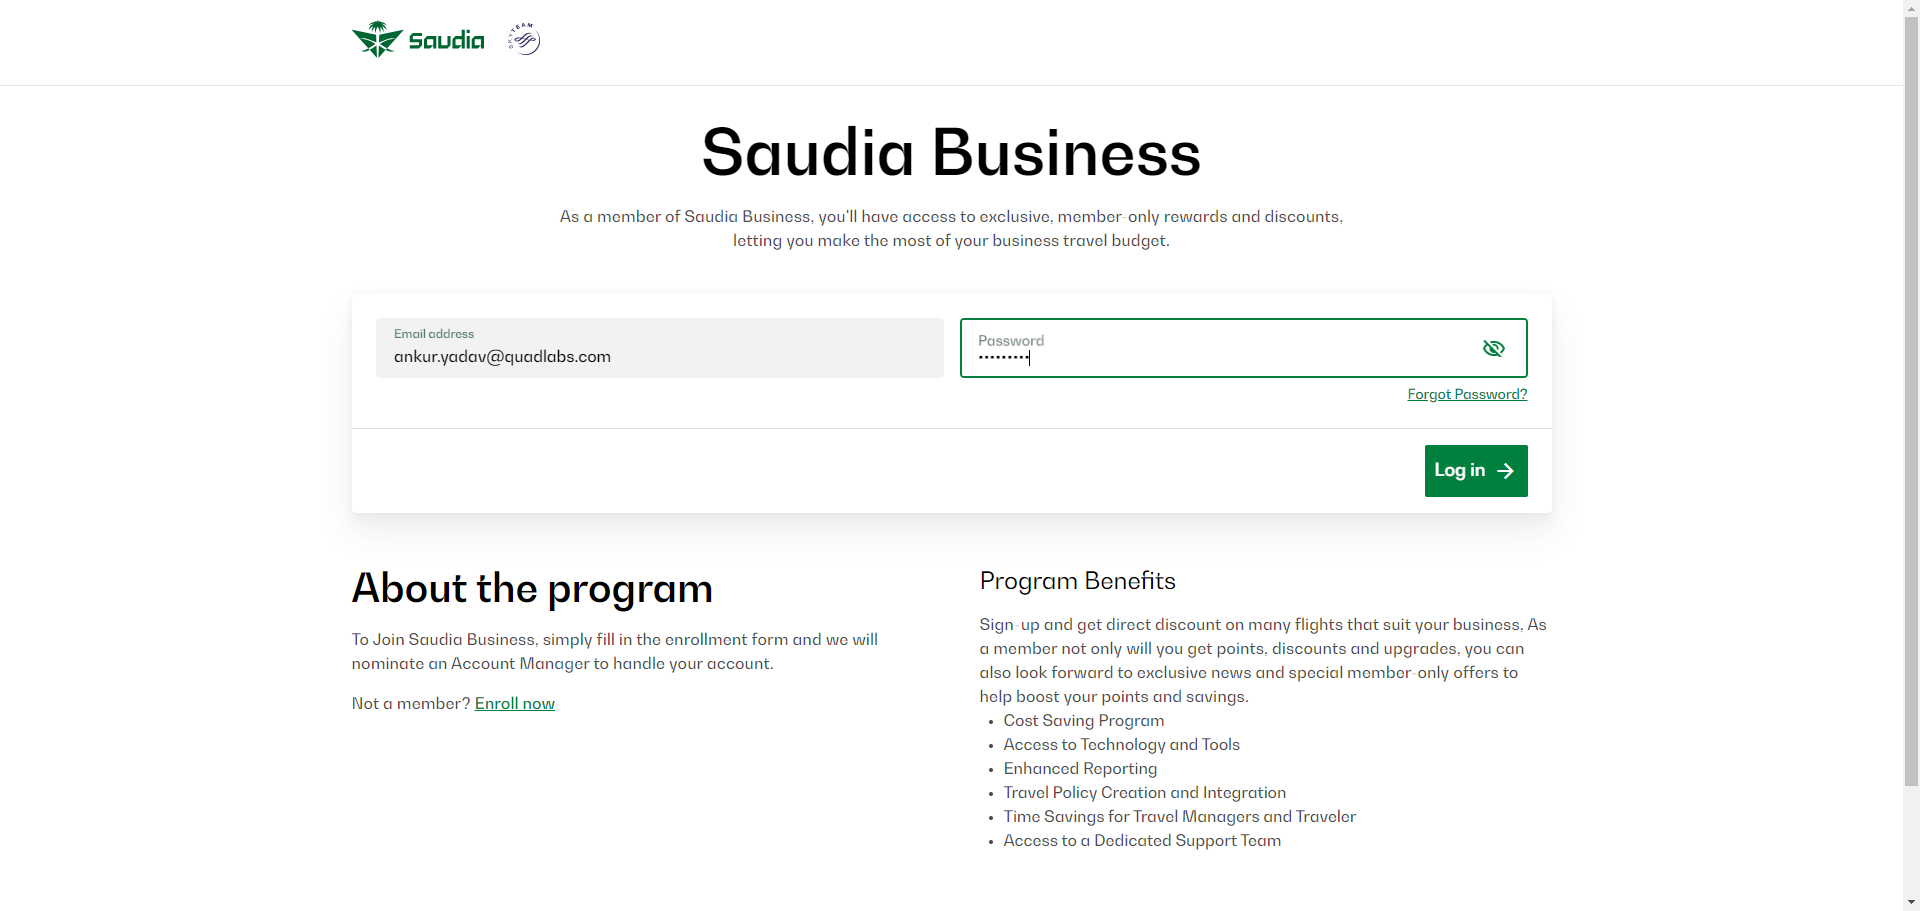 Saudia
SKYTEAM
Saudia Business
As a member of Saudia Business, you'll have access to exclusive, member-only rewards and discounts,
letting you make the most of your business travel budget.
Email address
ankur.yadav@quadlabs.com
Password
•••••••••
Forgot Password?
Log in
About the program
To Join Saudia Business, simply fill in the enrollment form and we will
nominate an Account Manager to handle your account.
Not a member? Enroll now
Program Benefits
Sign-up and get direct discount on many flights that suit your business, As
a member not only will you get points, discounts and upgrades, you can
also look forward to exclusive news and special member-only offers to
help boost your points and savings.
• Cost Saving Program
• Access to Technology and Tools
• Enhanced Reporting
• Travel Policy Creation and Integration
• Time Savings for Travel Managers and Traveler
• Access to a Dedicated Support Team